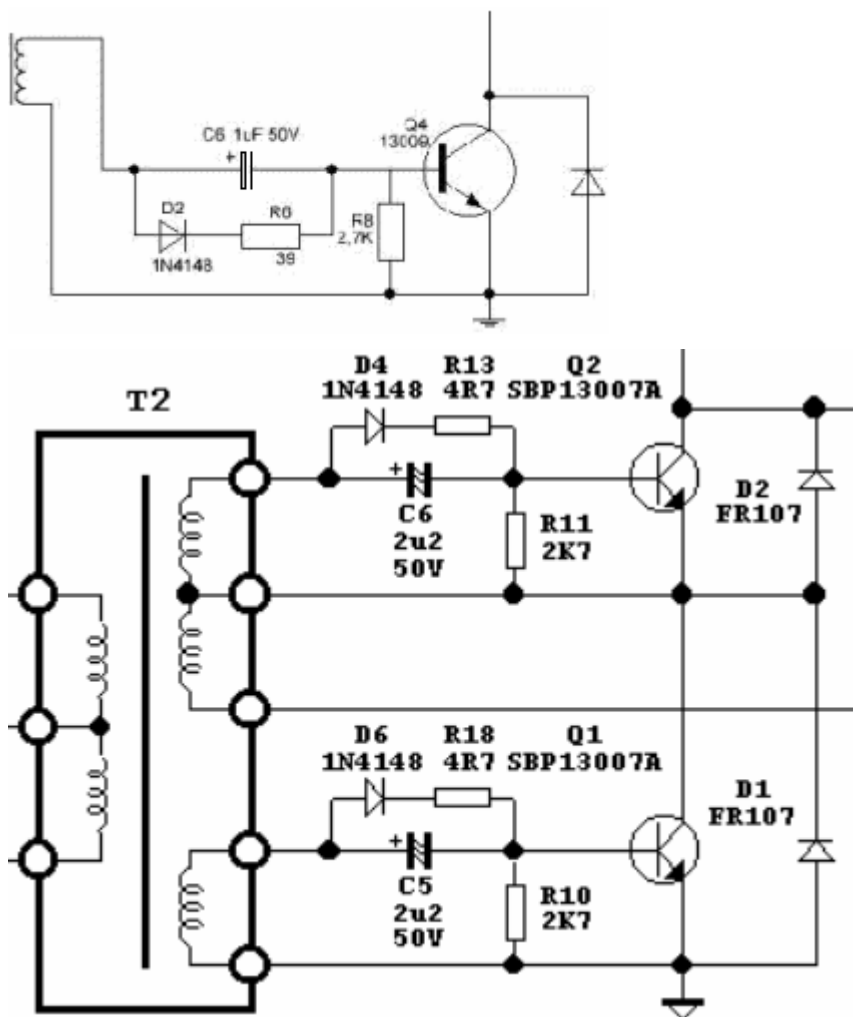 Q4
13009
C6 1uF 50V
+
D2
R6
R8
2,7K
1N4148
39
T2
D4 R13 Q2
1N4148 4R7 SBP13007A
+
C6
2u2
50V
R11
2K7
D2
FR107
D6 R18 Q1
1N4148 4R7 SBP13007A
+
C5
2u2
50V
R10
2K7
D1
FR107